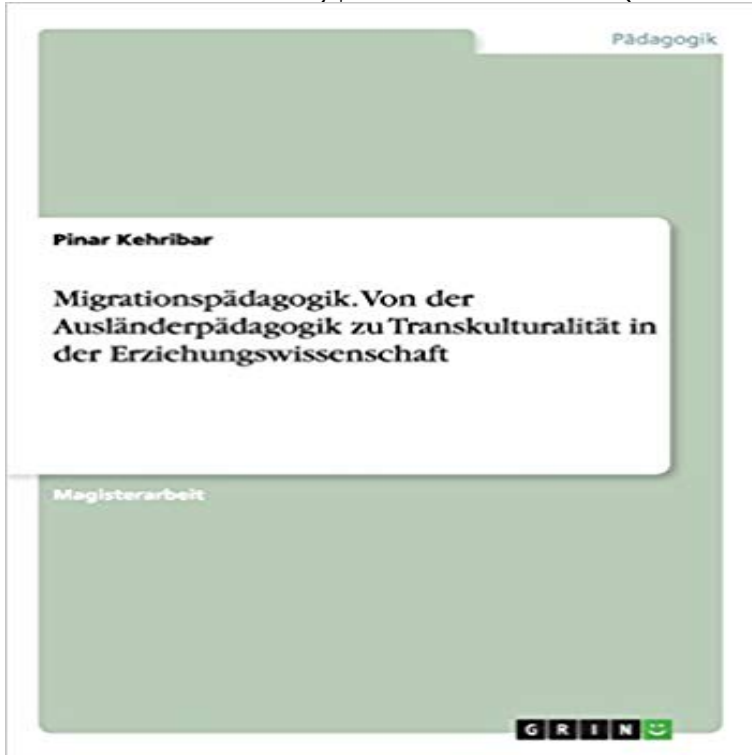 Pädagogik
Pinar Kehribar
Migrationspädagogik. Von der
Ausländerpädagogik zu Transkulturalität in
der Erziehungswissenschaft
Magisterarbeit
GRIN